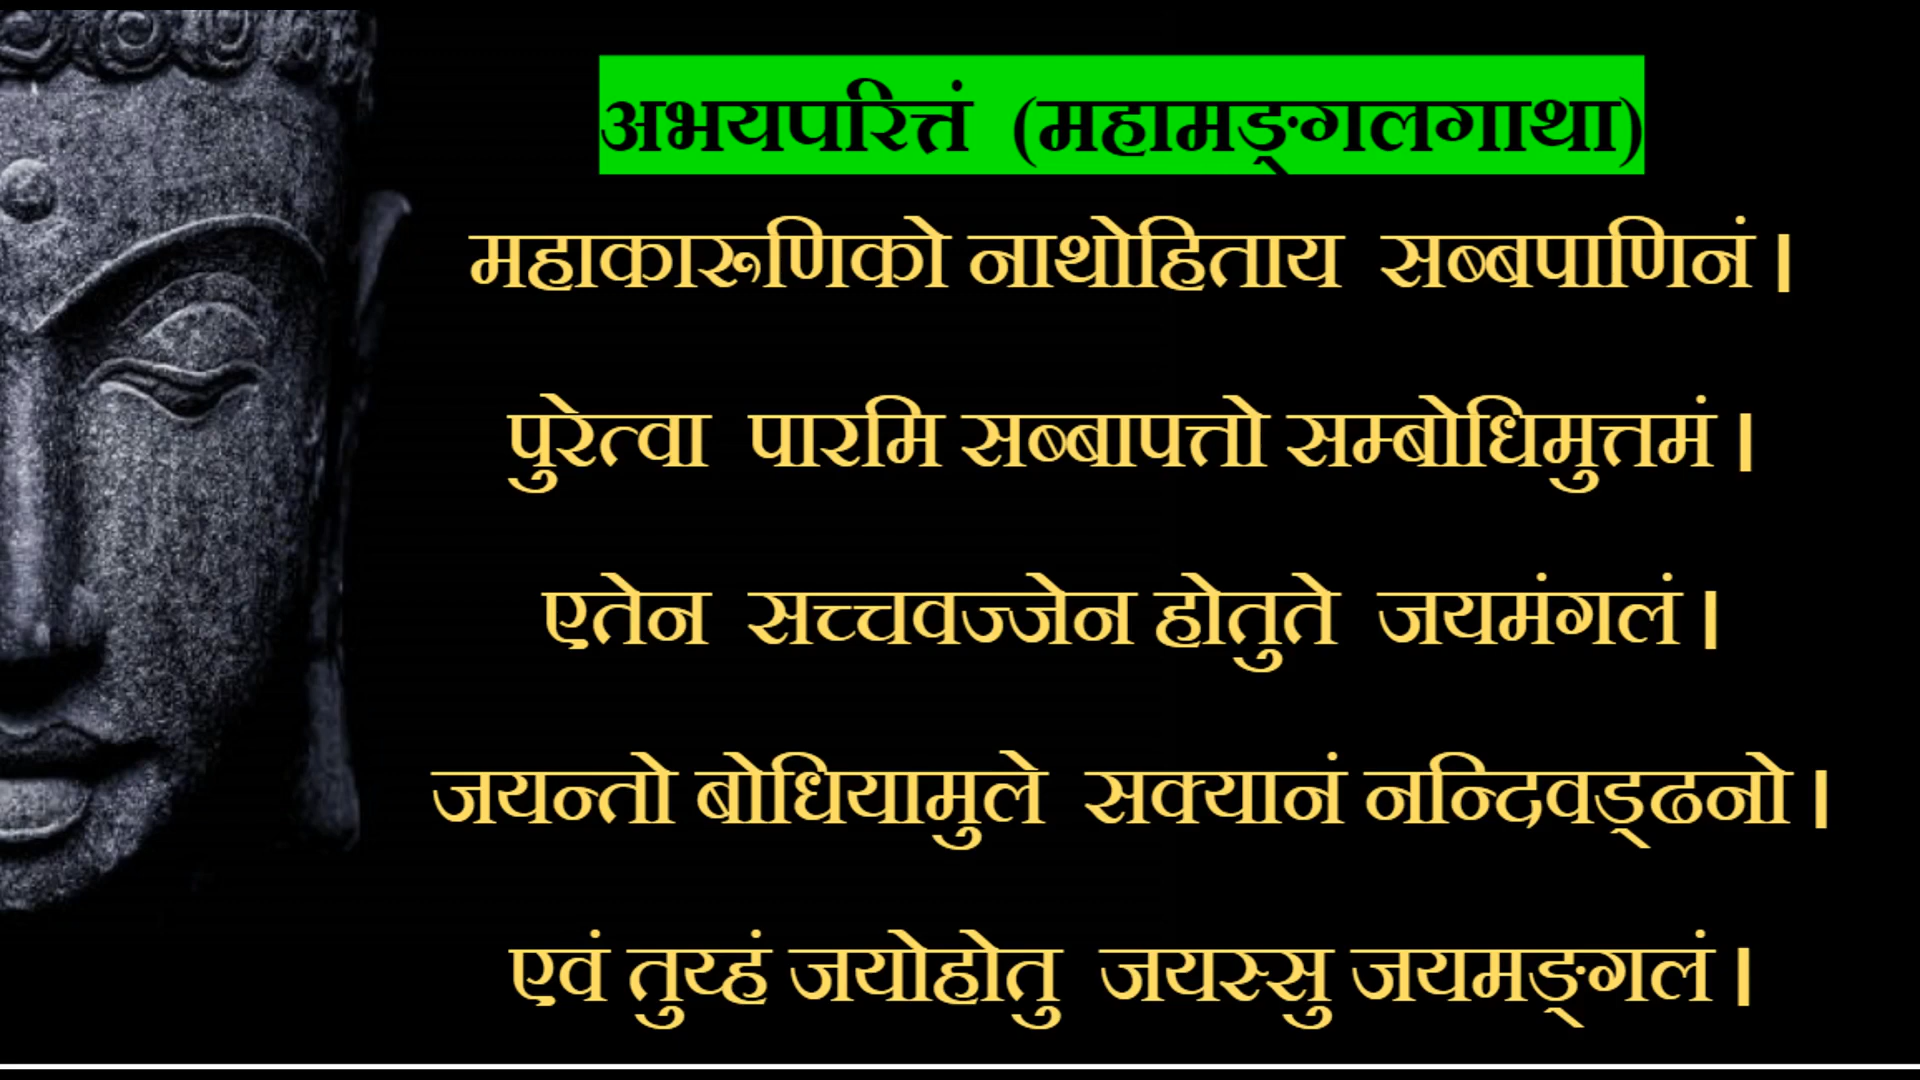 अभयपरित्तं (महामङ्गलगाथा)
महाकारूणिको नाथोहिताय सब्बपाणिनं ।
पुरेत्वा पारमि सब्बापत्तो सम्बोधिमुत्तमं ।
एतेन सच्चवज्जेन होतुते जयमंगलं ।
जयन्तो बोधियामुले सक्यानं नन्दिवड्ढनो ।
एवं तुय्हं जयोहोतु जयस्सु जयमङ्गलं ।